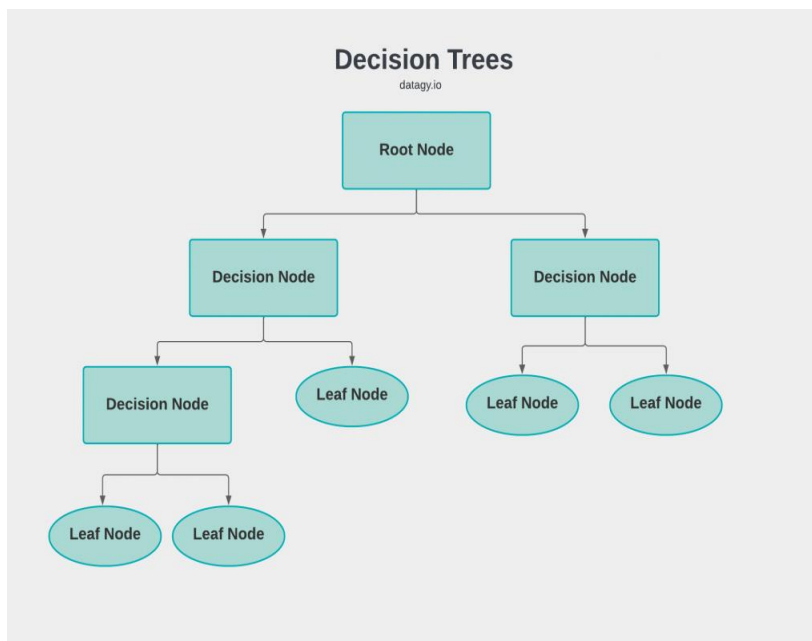 Decision Trees
datagy.io
Root Node
Decision Node
Decision Node
Decision Node
Leaf Node
Leaf Node
Leaf Node
Leaf Node
Leaf Node